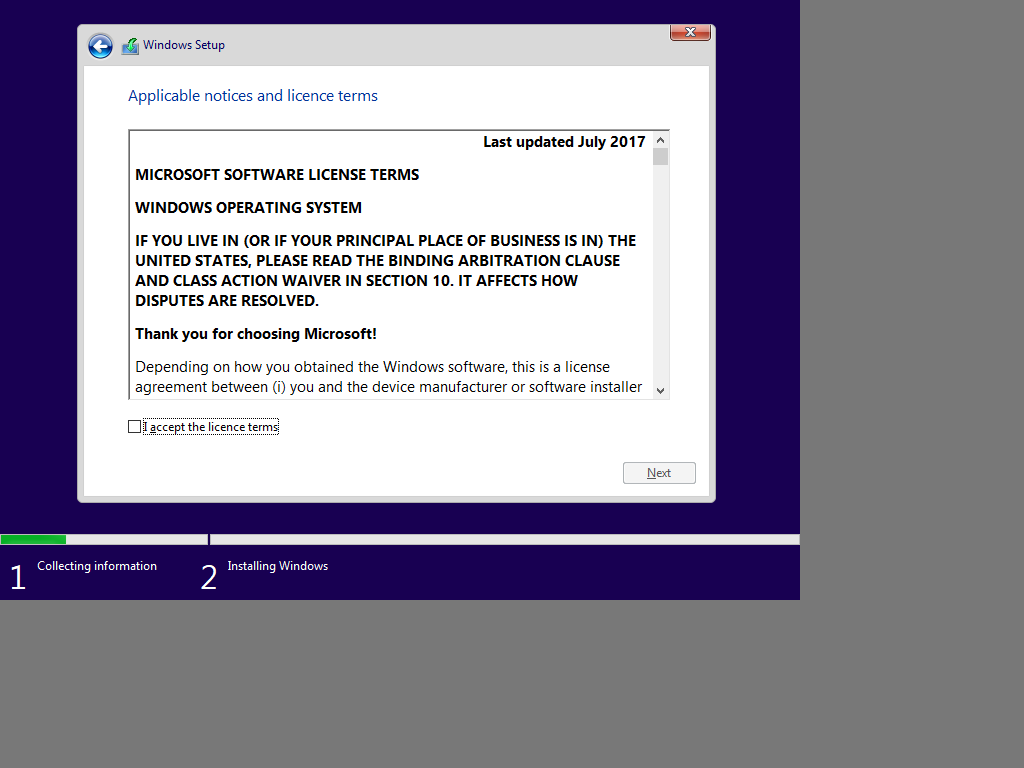 Windows Setup
Applicable notices and licence terms
Last updated July 2017
MICROSOFT SOFTWARE LICENSE TERMS
WINDOWS OPERATING SYSTEM
IF YOU LIVE IN (OR IF YOUR PRINCIPAL PLACE OF BUSINESS IS IN) THE
UNITED STATES, PLEASE READ THE BINDING ARBITRATION CLAUSE
AND CLASS ACTION WAIVER IN SECTION 10. IT AFFECTS HOW
DISPUTES ARE RESOLVED.
Thank you for choosing Microsoft!
Depending on how you obtained the Windows software, this is a license
agreement between (i) you and the device manufacturer or software installer
I accept the licence terms
Next
1 Collecting information
2 Installing Windows